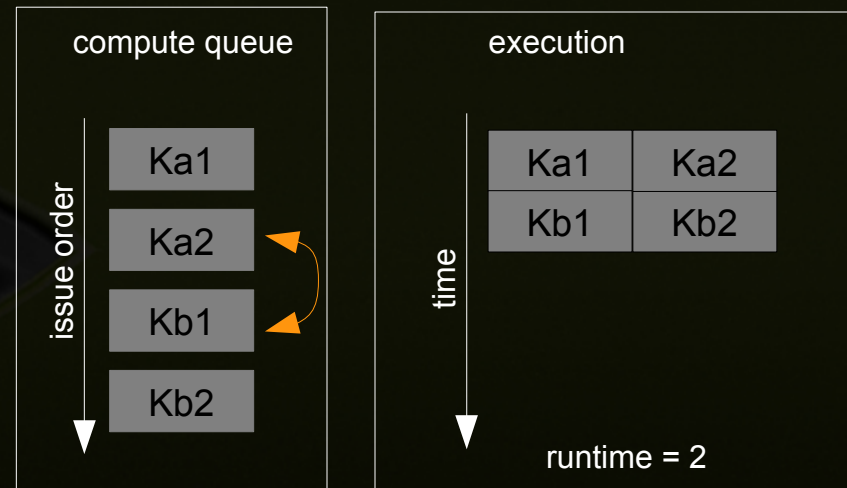 compute queue
issue order
Ka1
Ka2
Kb1
Kb2
execution
time
Ka1 Ka2
Kb1 Kb2
runtime = 2